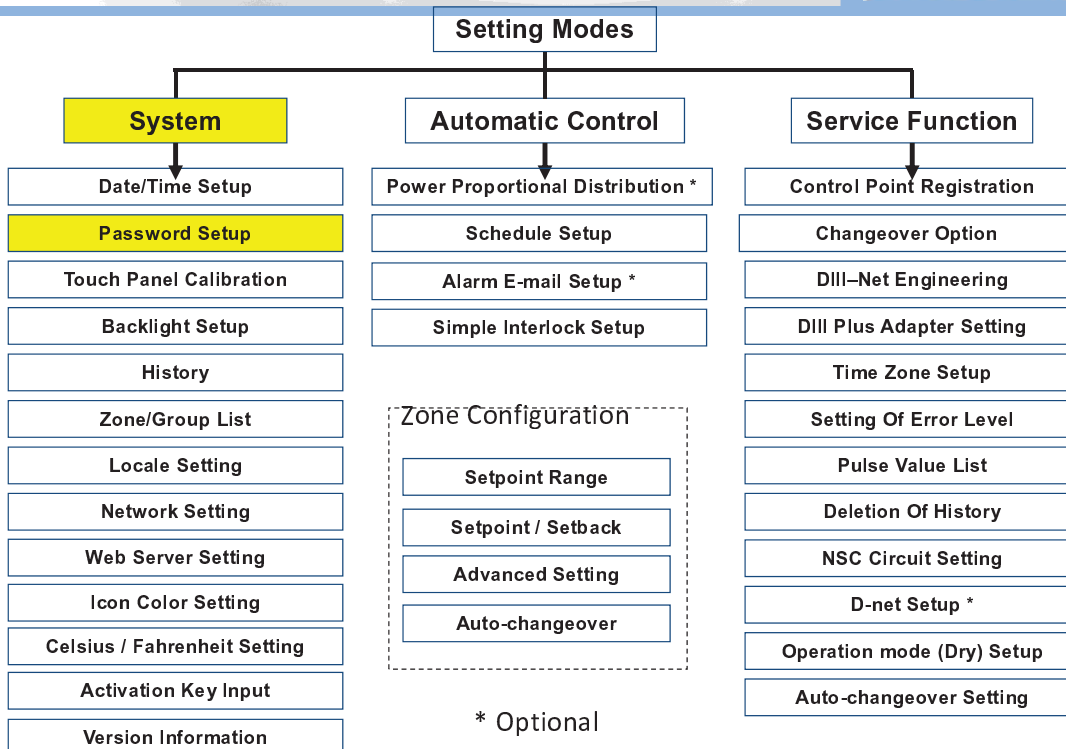 Setting Modes
System
Date/Time Setup
Password Setup
Touch Panel Calibration
Backlight Setup
History
Zone/Group List
Locale Setting
Network Setting
Web Server Setting
Icon Color Setting
Celsius / Fahrenheit Setting
Activation Key Input
Version Information
Automatic Control
Power Proportional Distribution *
Schedule Setup
Alarm E-mail Setup *
Simple Interlock Setup
Zone Configuration
Setpoint Range
Setpoint / Setback
Advanced Setting
Auto-changeover
* Optional
Service Function
Control Point Registration
Changeover Option
DIII–Net Engineering
DIII Plus Adapter Setting
Time Zone Setup
Setting Of Error Level
Pulse Value List
Deletion Of History
NSC Circuit Setting
D-net Setup *
Operation mode (Dry) Setup
Auto-changeover Setting